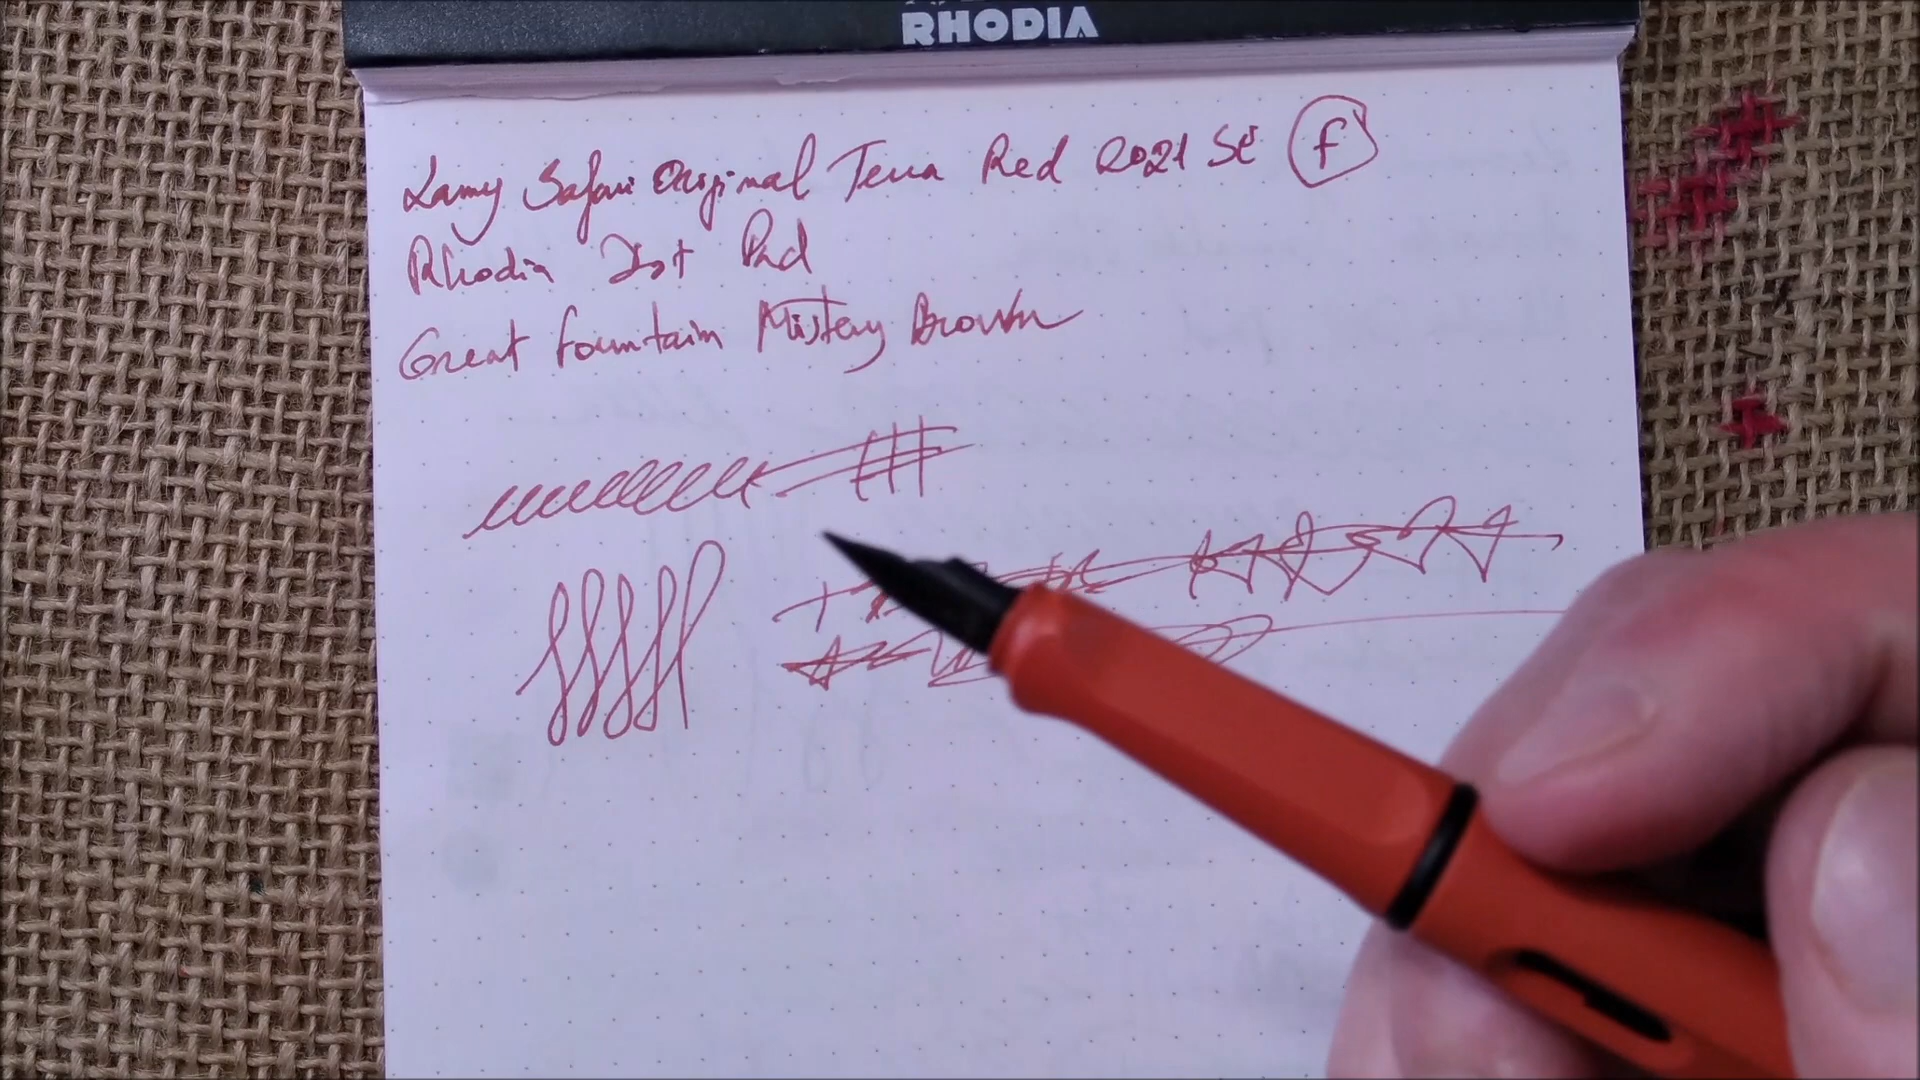 RHODIA
Lamy Safari Original Terra Red 2021 SE f
Rhodia Dot Pad
Great fountain Mistery Brown